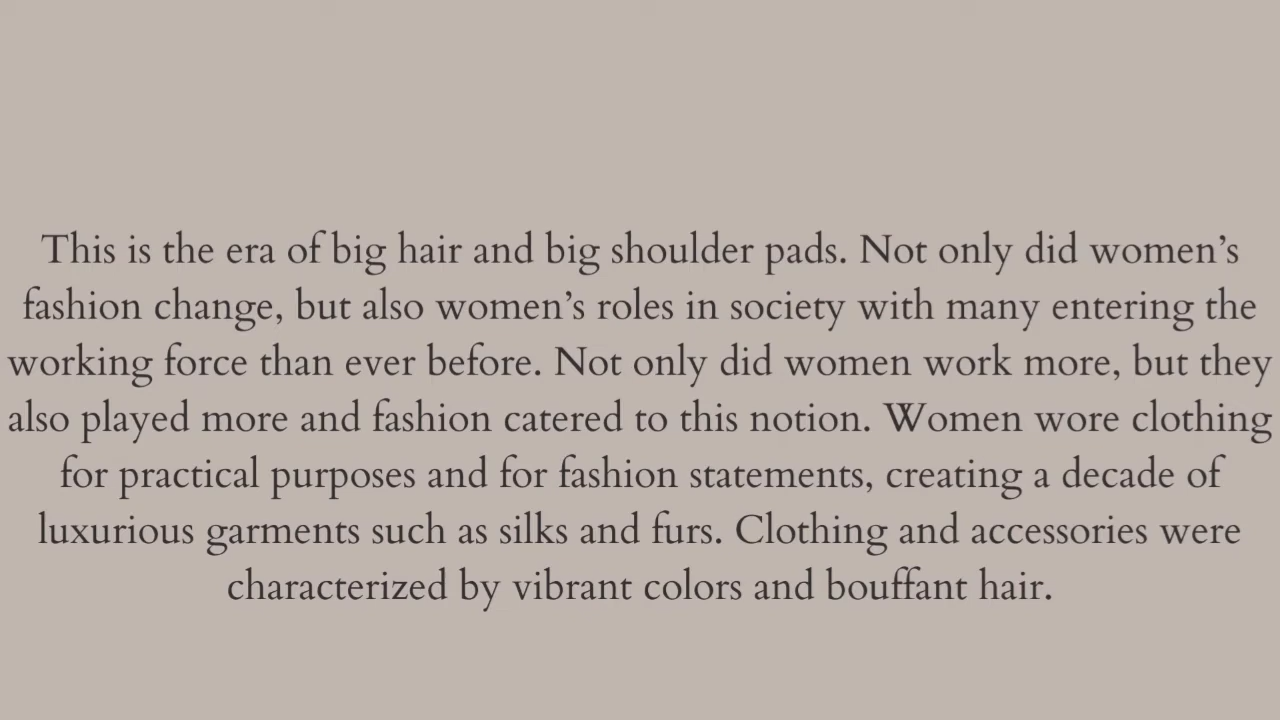 This is the era of big hair and big shoulder pads. Not only did women’s
fashion change, but also women’s roles in society with many entering the
working force than ever before. Not only did women work more, but they
also played more and fashion catered to this notion. Women wore clothing
for practical purposes and for fashion statements, creating a decade of
luxurious garments such as silks and furs. Clothing and accessories were
characterized by vibrant colors and bouffant hair.